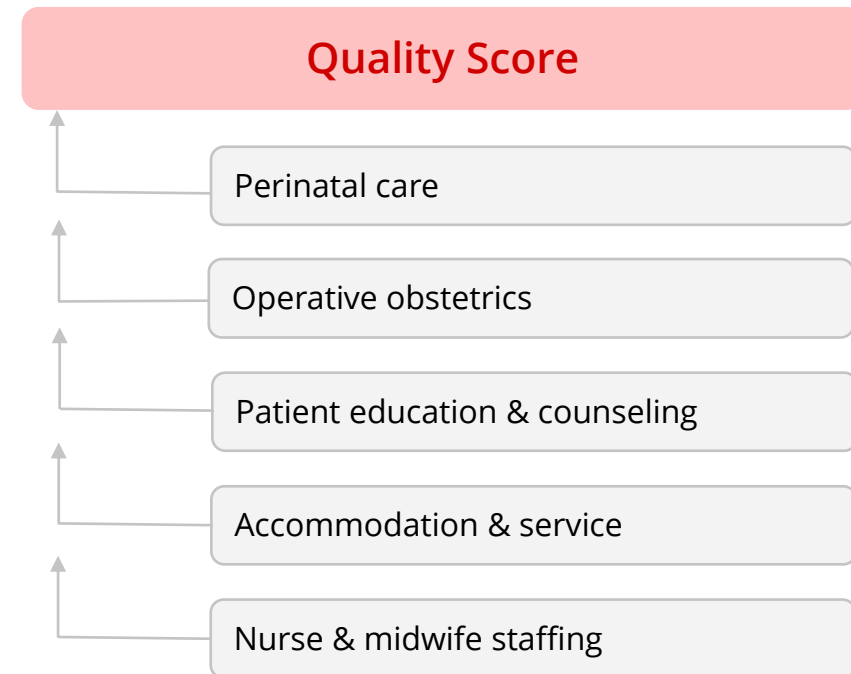 Quality Score
Perinatal care
Operative obstetrics
Patient education & counseling
Accommodation & service
Nurse & midwife staffing